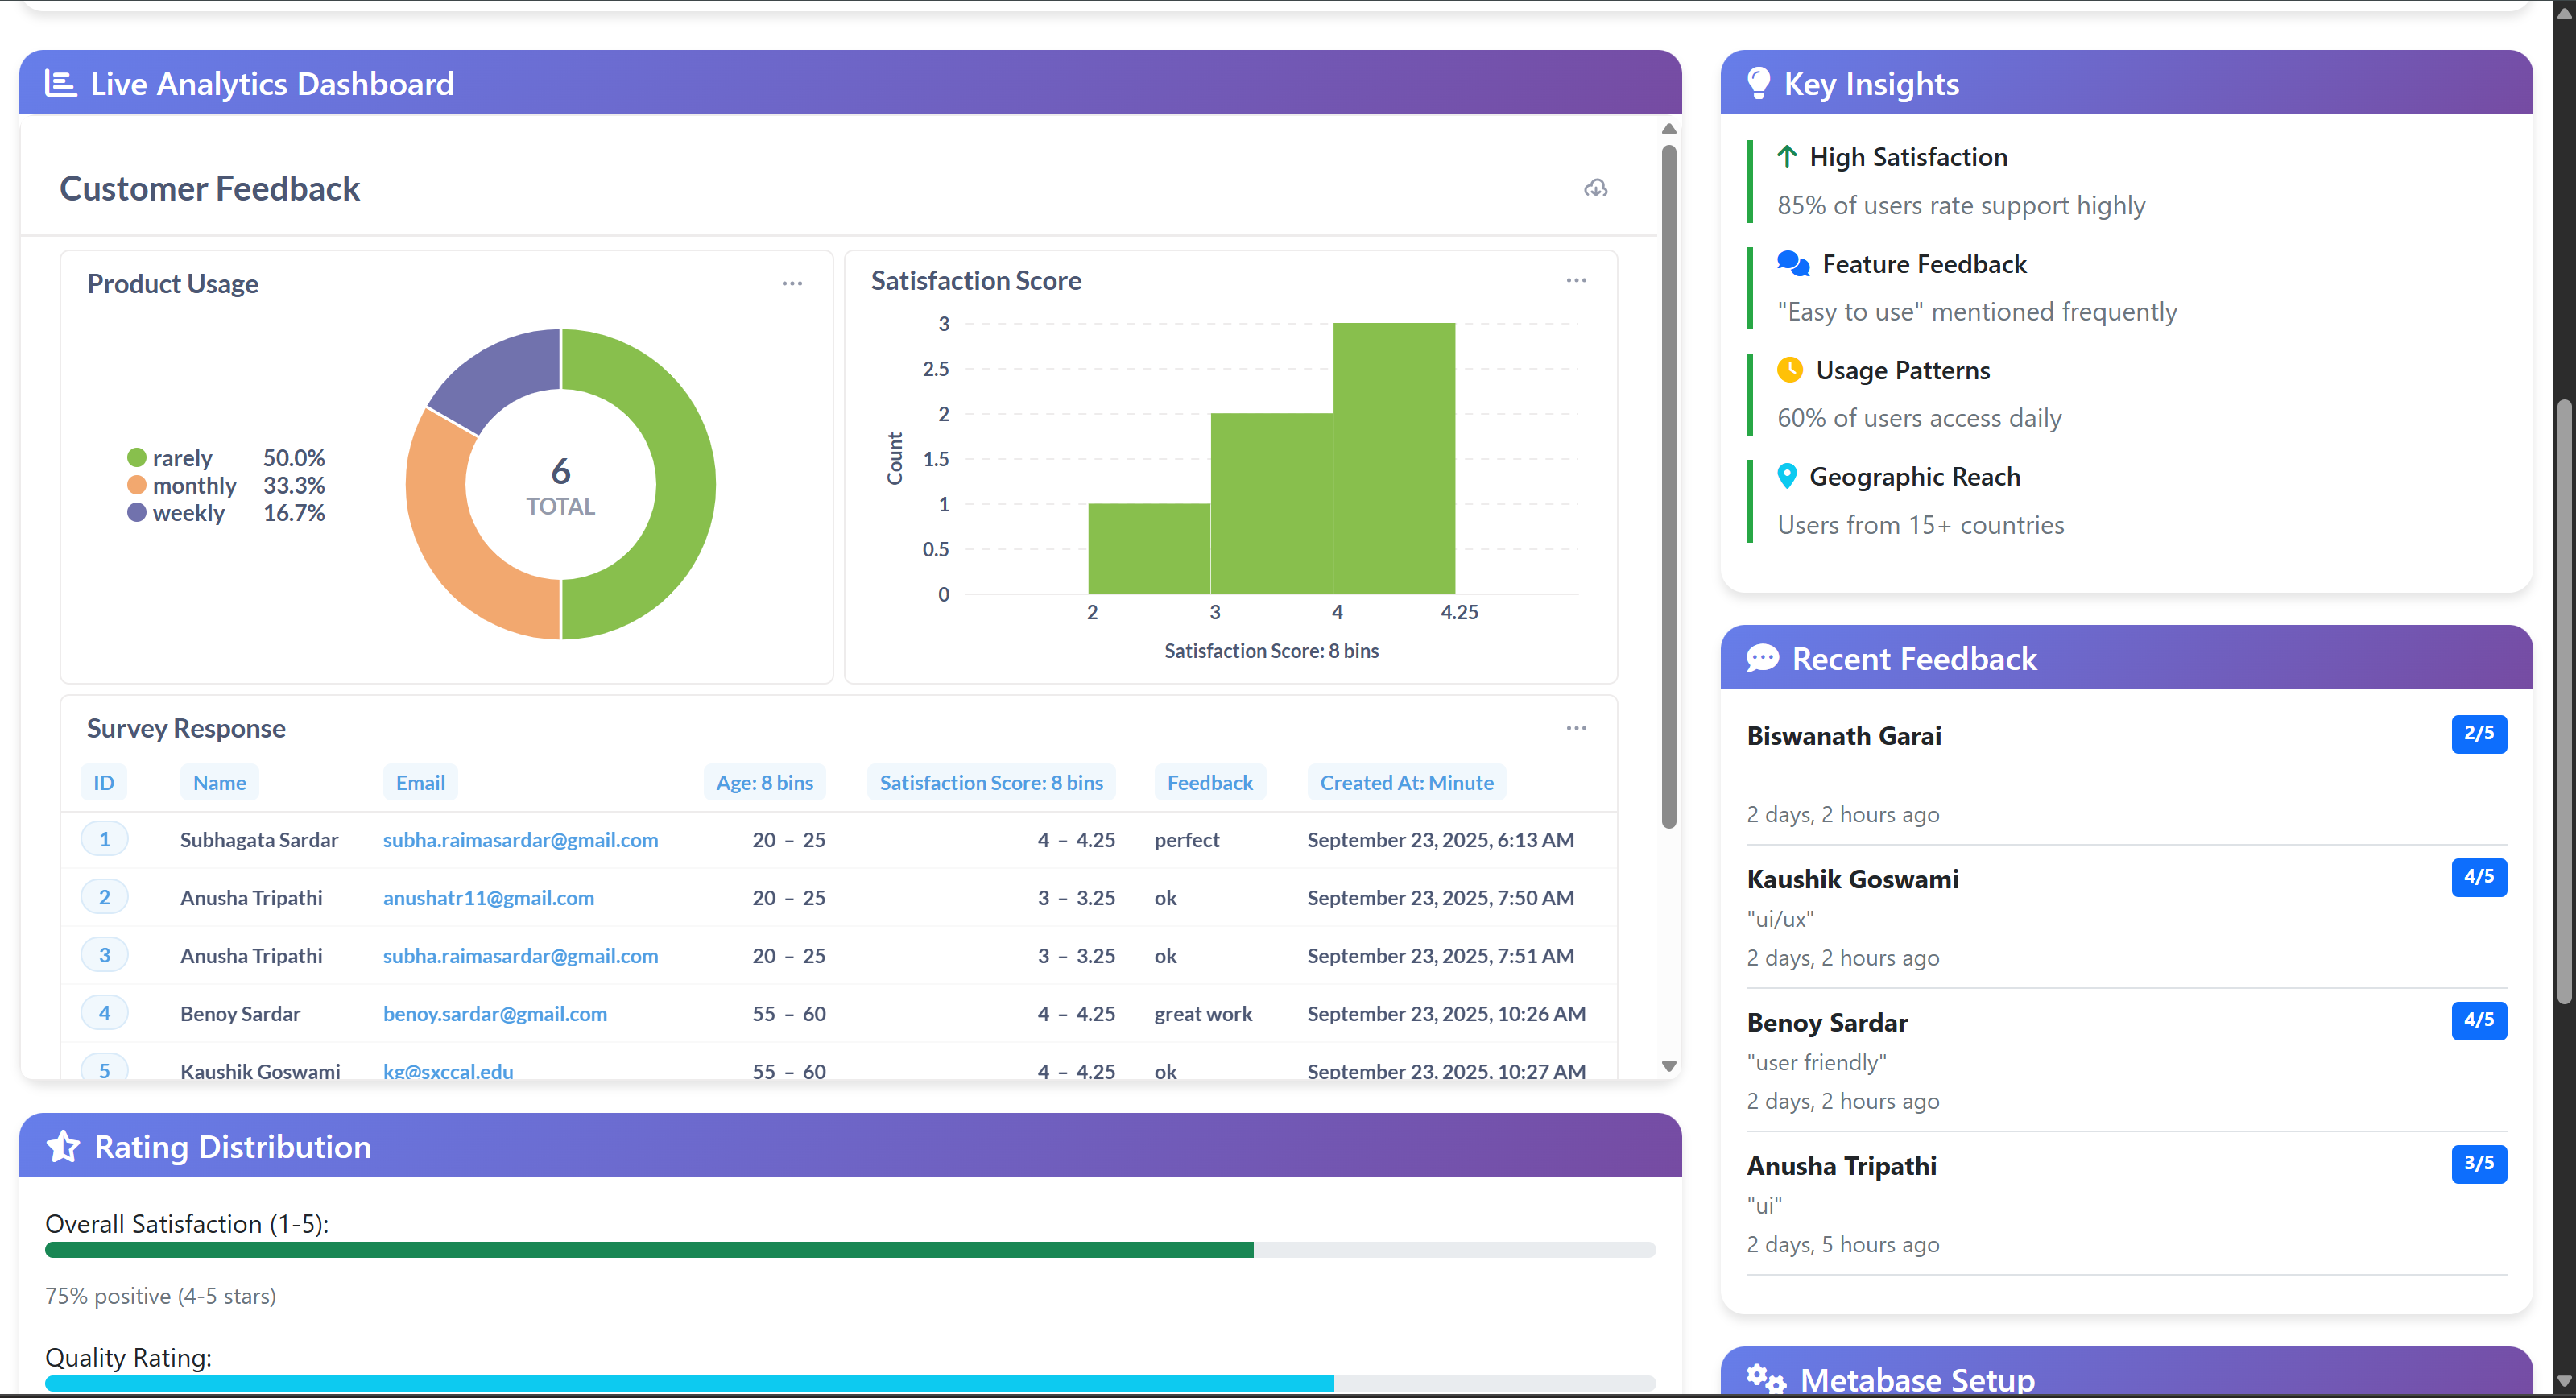 Live Analytics Dashboard
Customer Feedback
Product Usage
rarely 50.0%
monthly 33.3%
weekly 16.7%
6
TOTAL
Satisfaction Score
3
2.5
2
1.5
1
0.5
0
Count
2 3 4 4.25
Satisfaction Score: 8 bins
Survey Response
ID Name Email Age: 8 bins Satisfaction Score: 8 bins Feedback Created At: Minute
1 Subhagata Sardar subha.raimasardar@gmail.com 20 – 25 4 – 4.25 perfect September 23, 2025, 6:13 AM
2 Anusha Tripathi anushatr11@gmail.com 20 – 25 3 – 3.25 ok September 23, 2025, 7:50 AM
3 Anusha Tripathi subha.raimasardar@gmail.com 20 – 25 3 – 3.25 ok September 23, 2025, 7:51 AM
4 Benoy Sardar benoy.sardar@gmail.com 55 – 60 4 – 4.25 great work September 23, 2025, 10:26 AM
5 Kaushik Goswami kg@sxccal.edu 55 – 60 4 – 4.25 ok September 23, 2025, 10:27 AM
Rating Distribution
Overall Satisfaction (1-5):
75% positive (4-5 stars)
Quality Rating:
Key Insights
High Satisfaction
85% of users rate support highly
Feature Feedback
"Easy to use" mentioned frequently
Usage Patterns
60% of users access daily
Geographic Reach
Users from 15+ countries
Recent Feedback
Biswanath Garai 2/5
2 days, 2 hours ago
Kaushik Goswami 4/5
"ui/ux"
2 days, 2 hours ago
Benoy Sardar 4/5
"user friendly"
2 days, 2 hours ago
Anusha Tripathi 3/5
"ui"
2 days, 5 hours ago
Metabase Setup